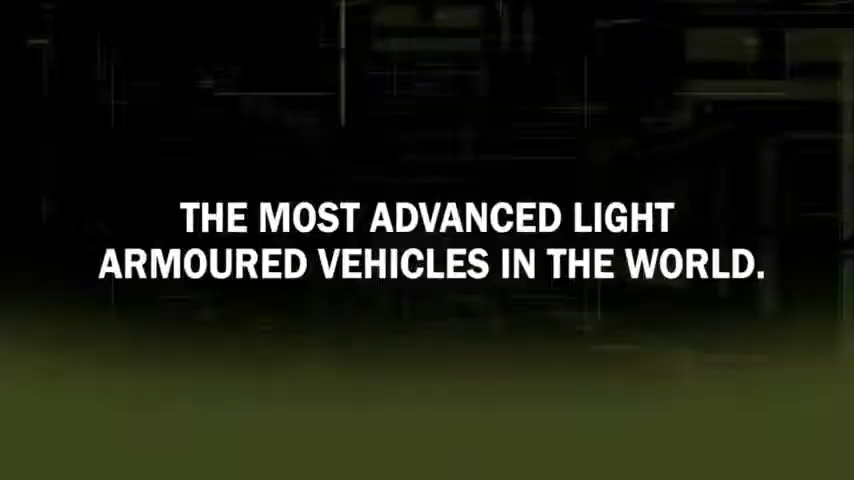 THE MOST ADVANCED LIGHT
ARMOURED VEHICLES IN THE WORLD.